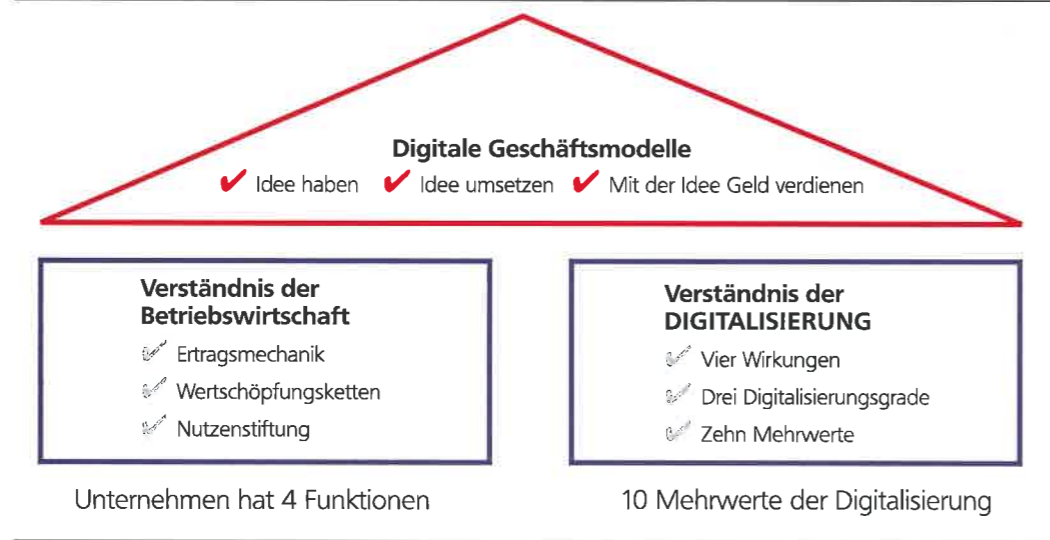 Digitale Geschäftsmodelle
✔ Idee haben ✔ Idee umsetzen ✔ Mit der Idee Geld verdienen
Verständnis der
Betriebswirtschaft
✔ Ertragsmechanik
✔ Wertschöpfungsketten
✔ Nutzenstiftung
Verständnis der
DIGITALISIERUNG
✔ Vier Wirkungen
✔ Drei Digitalisierungsgrade
✔ Zehn Mehrwerte
Unternehmen hat 4 Funktionen
10 Mehrwerte der Digitalisierung